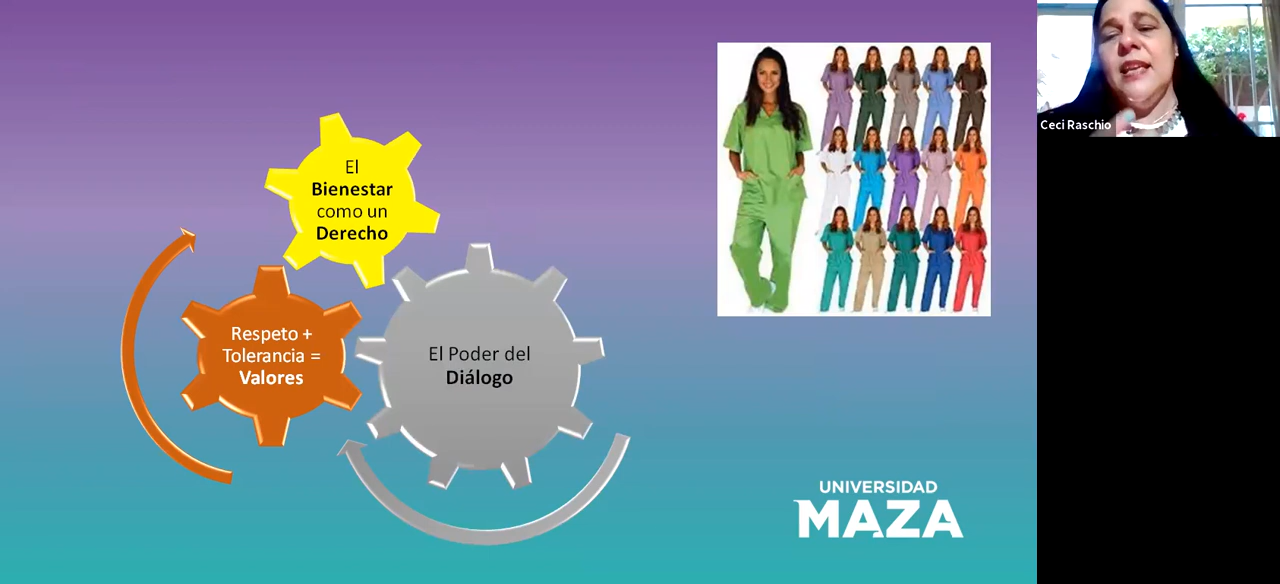 El
Bienestar
como un
Derecho
Respeto +
Tolerancia =
Valores
El Poder del
Diálogo
UNIVERSIDAD
MAZA
Ceci Raschio